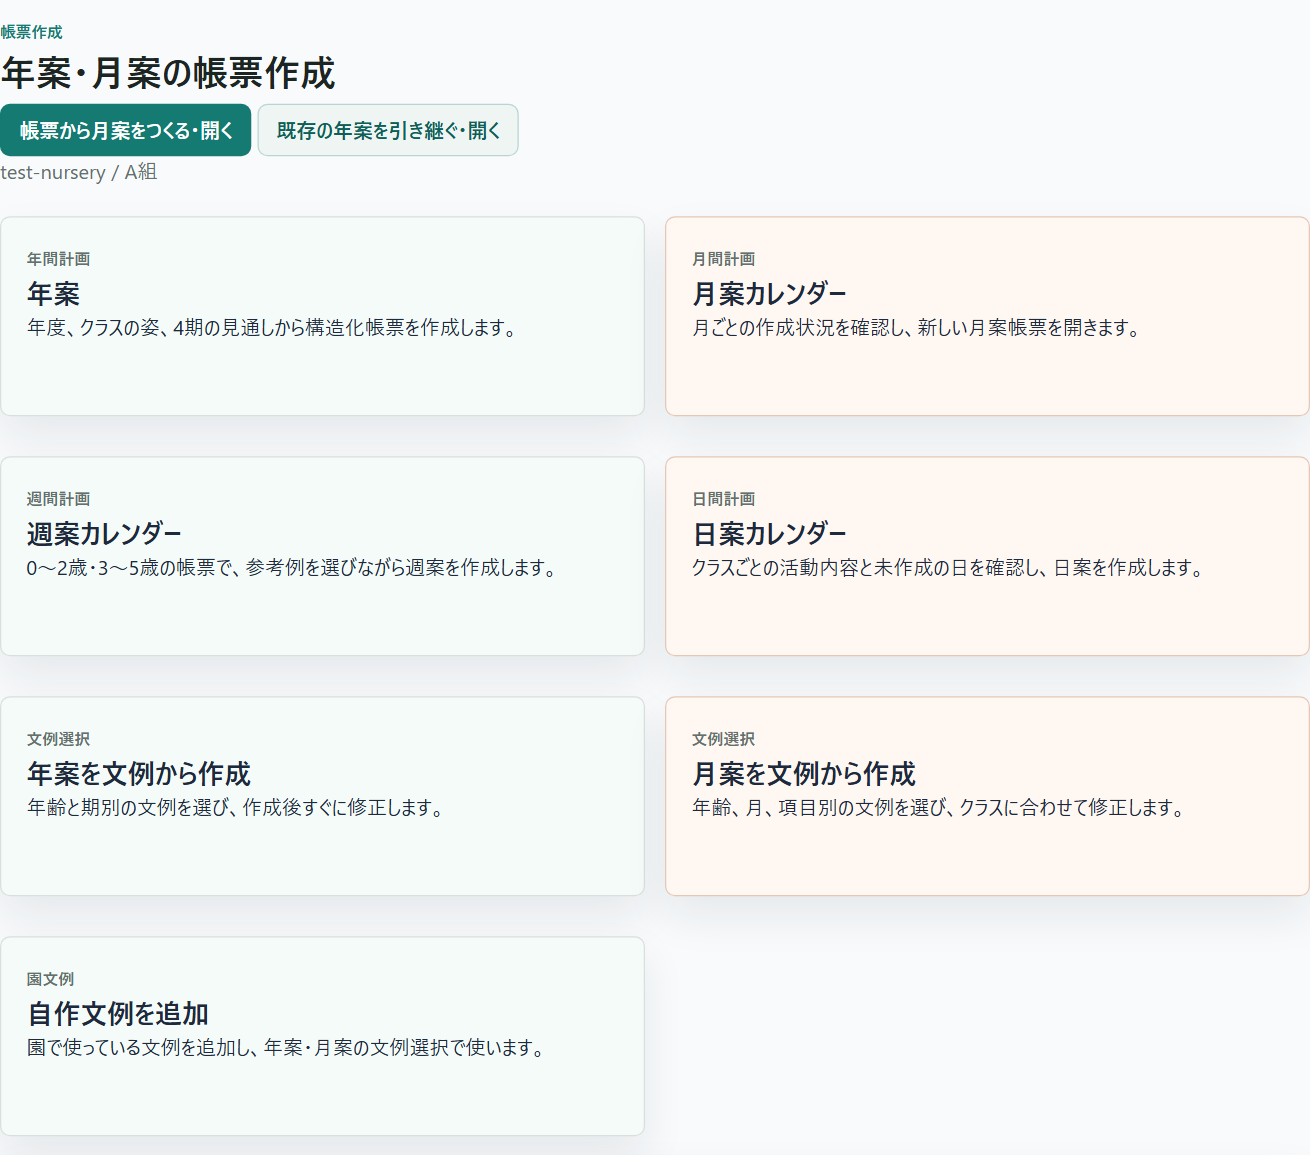 帳票作成
年案・月案の帳票作成
帳票から月案をつくる・開く
既存の年案を引き継ぐ・開く
test-nursery / A組
年間計画
年案
年度、クラスの姿、4期の見通しから構造化帳票を作成します。
月間計画
月案カレンダー
月ごとの作成状況を確認し、新しい月案帳票を開きます。
週間計画
週案カレンダー
0〜2歳・3〜5歳の帳票で、参考例を選びながら週案を作成します。
日間計画
日案カレンダー
クラスごとの活動内容と未作成の日を確認し、日案を作成します。
文例選択
年案を文例から作成
年齢と期別の文例を選び、作成後すぐに修正します。
文例選択
月案を文例から作成
年齢、月、項目別の文例を選び、クラスに合わせて修正します。
園文例
自作文例を追加
園で使っている文例を追加し、年案・月案の文例選択で使います。